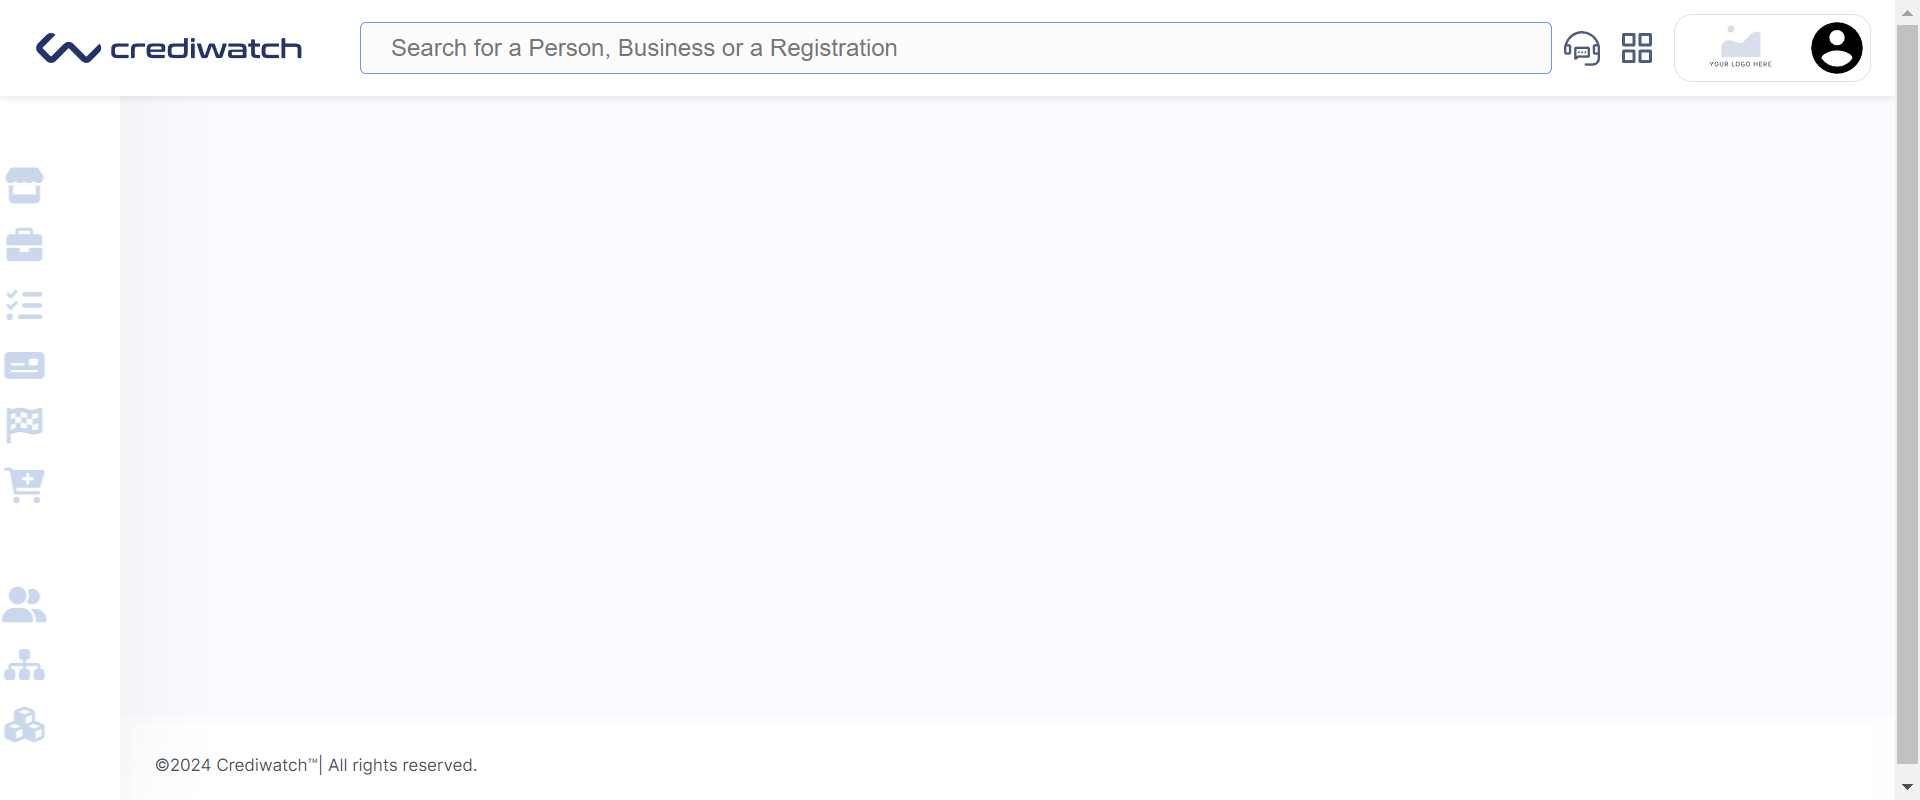 crediwatch
Search for a Person, Business or a Registration
YOUR LOGO HERE
©2024 Crediwatch™| All rights reserved.